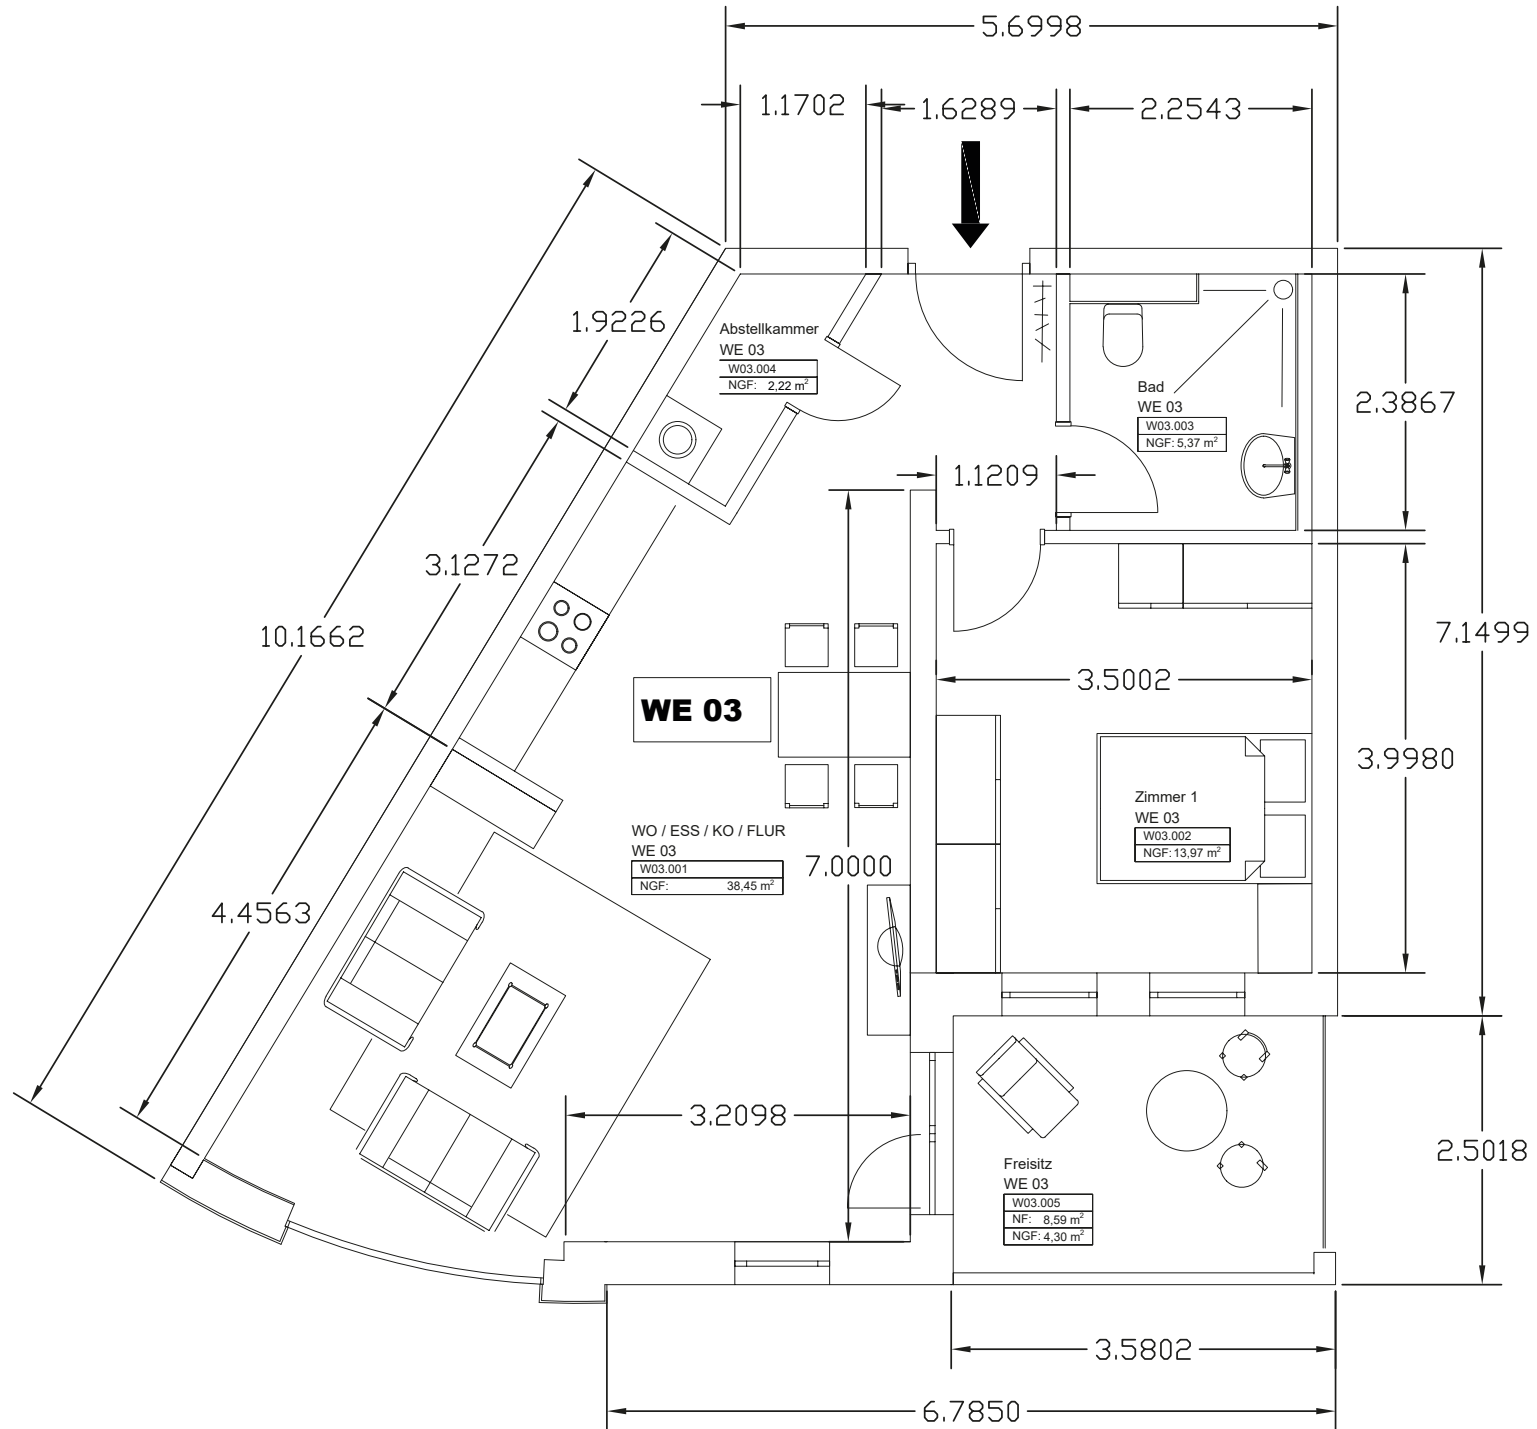 5.6998
1.1702
1.6289
2.2543
1.9226
Abstellkammer
WE 03
W03.004
NGF: 2,22 m²
Bad
WE 03
W03.003
NGF: 5,37 m²
2.3867
1.1209
3.1272
10.1662
7.1499
3.5002
WE 03
3.9980
Zimmer 1
WE 03
W03.002
NGF: 13,97 m²
WO / ESS / KO / FLUR
WE 03
W03.001
NGF: 38,45 m²
7.0000
4.4563
3.2098
2.5018
Freisitz
WE 03
W03.005
NF: 8,59 m²
NGF: 4,30 m²
3.5802
6.7850